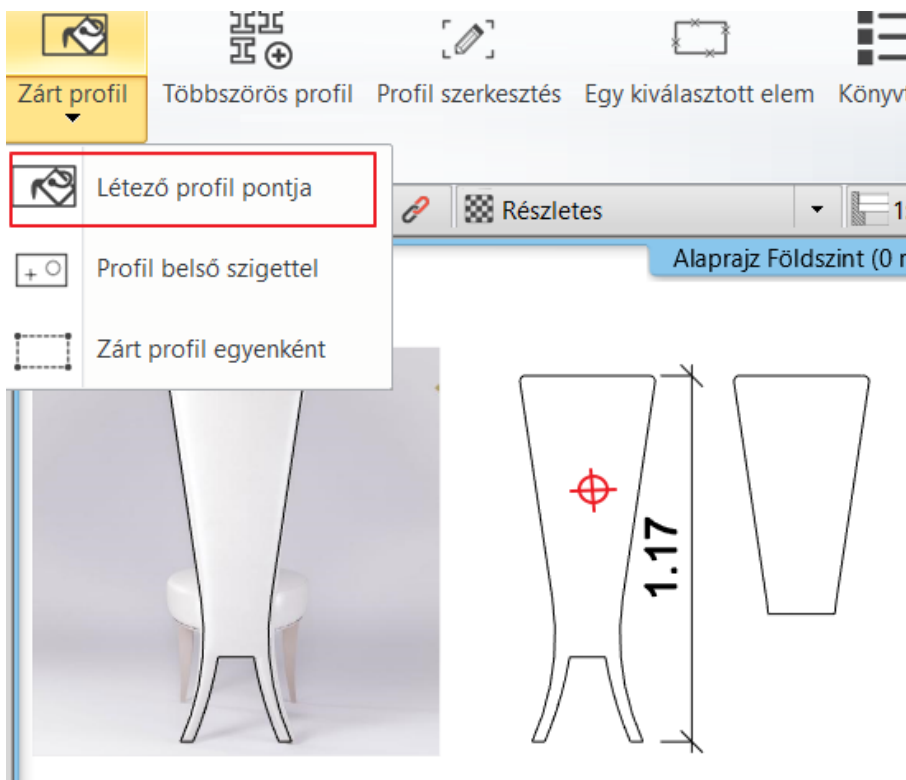 Zárt profil
Többszörös profil
Profil szerkesztés
Egy kiválasztott elem
Létező profil pontja
Részletes
Profil belső szigettel
Alaprajz Földszint (0
Zárt profil egyenként
1.17